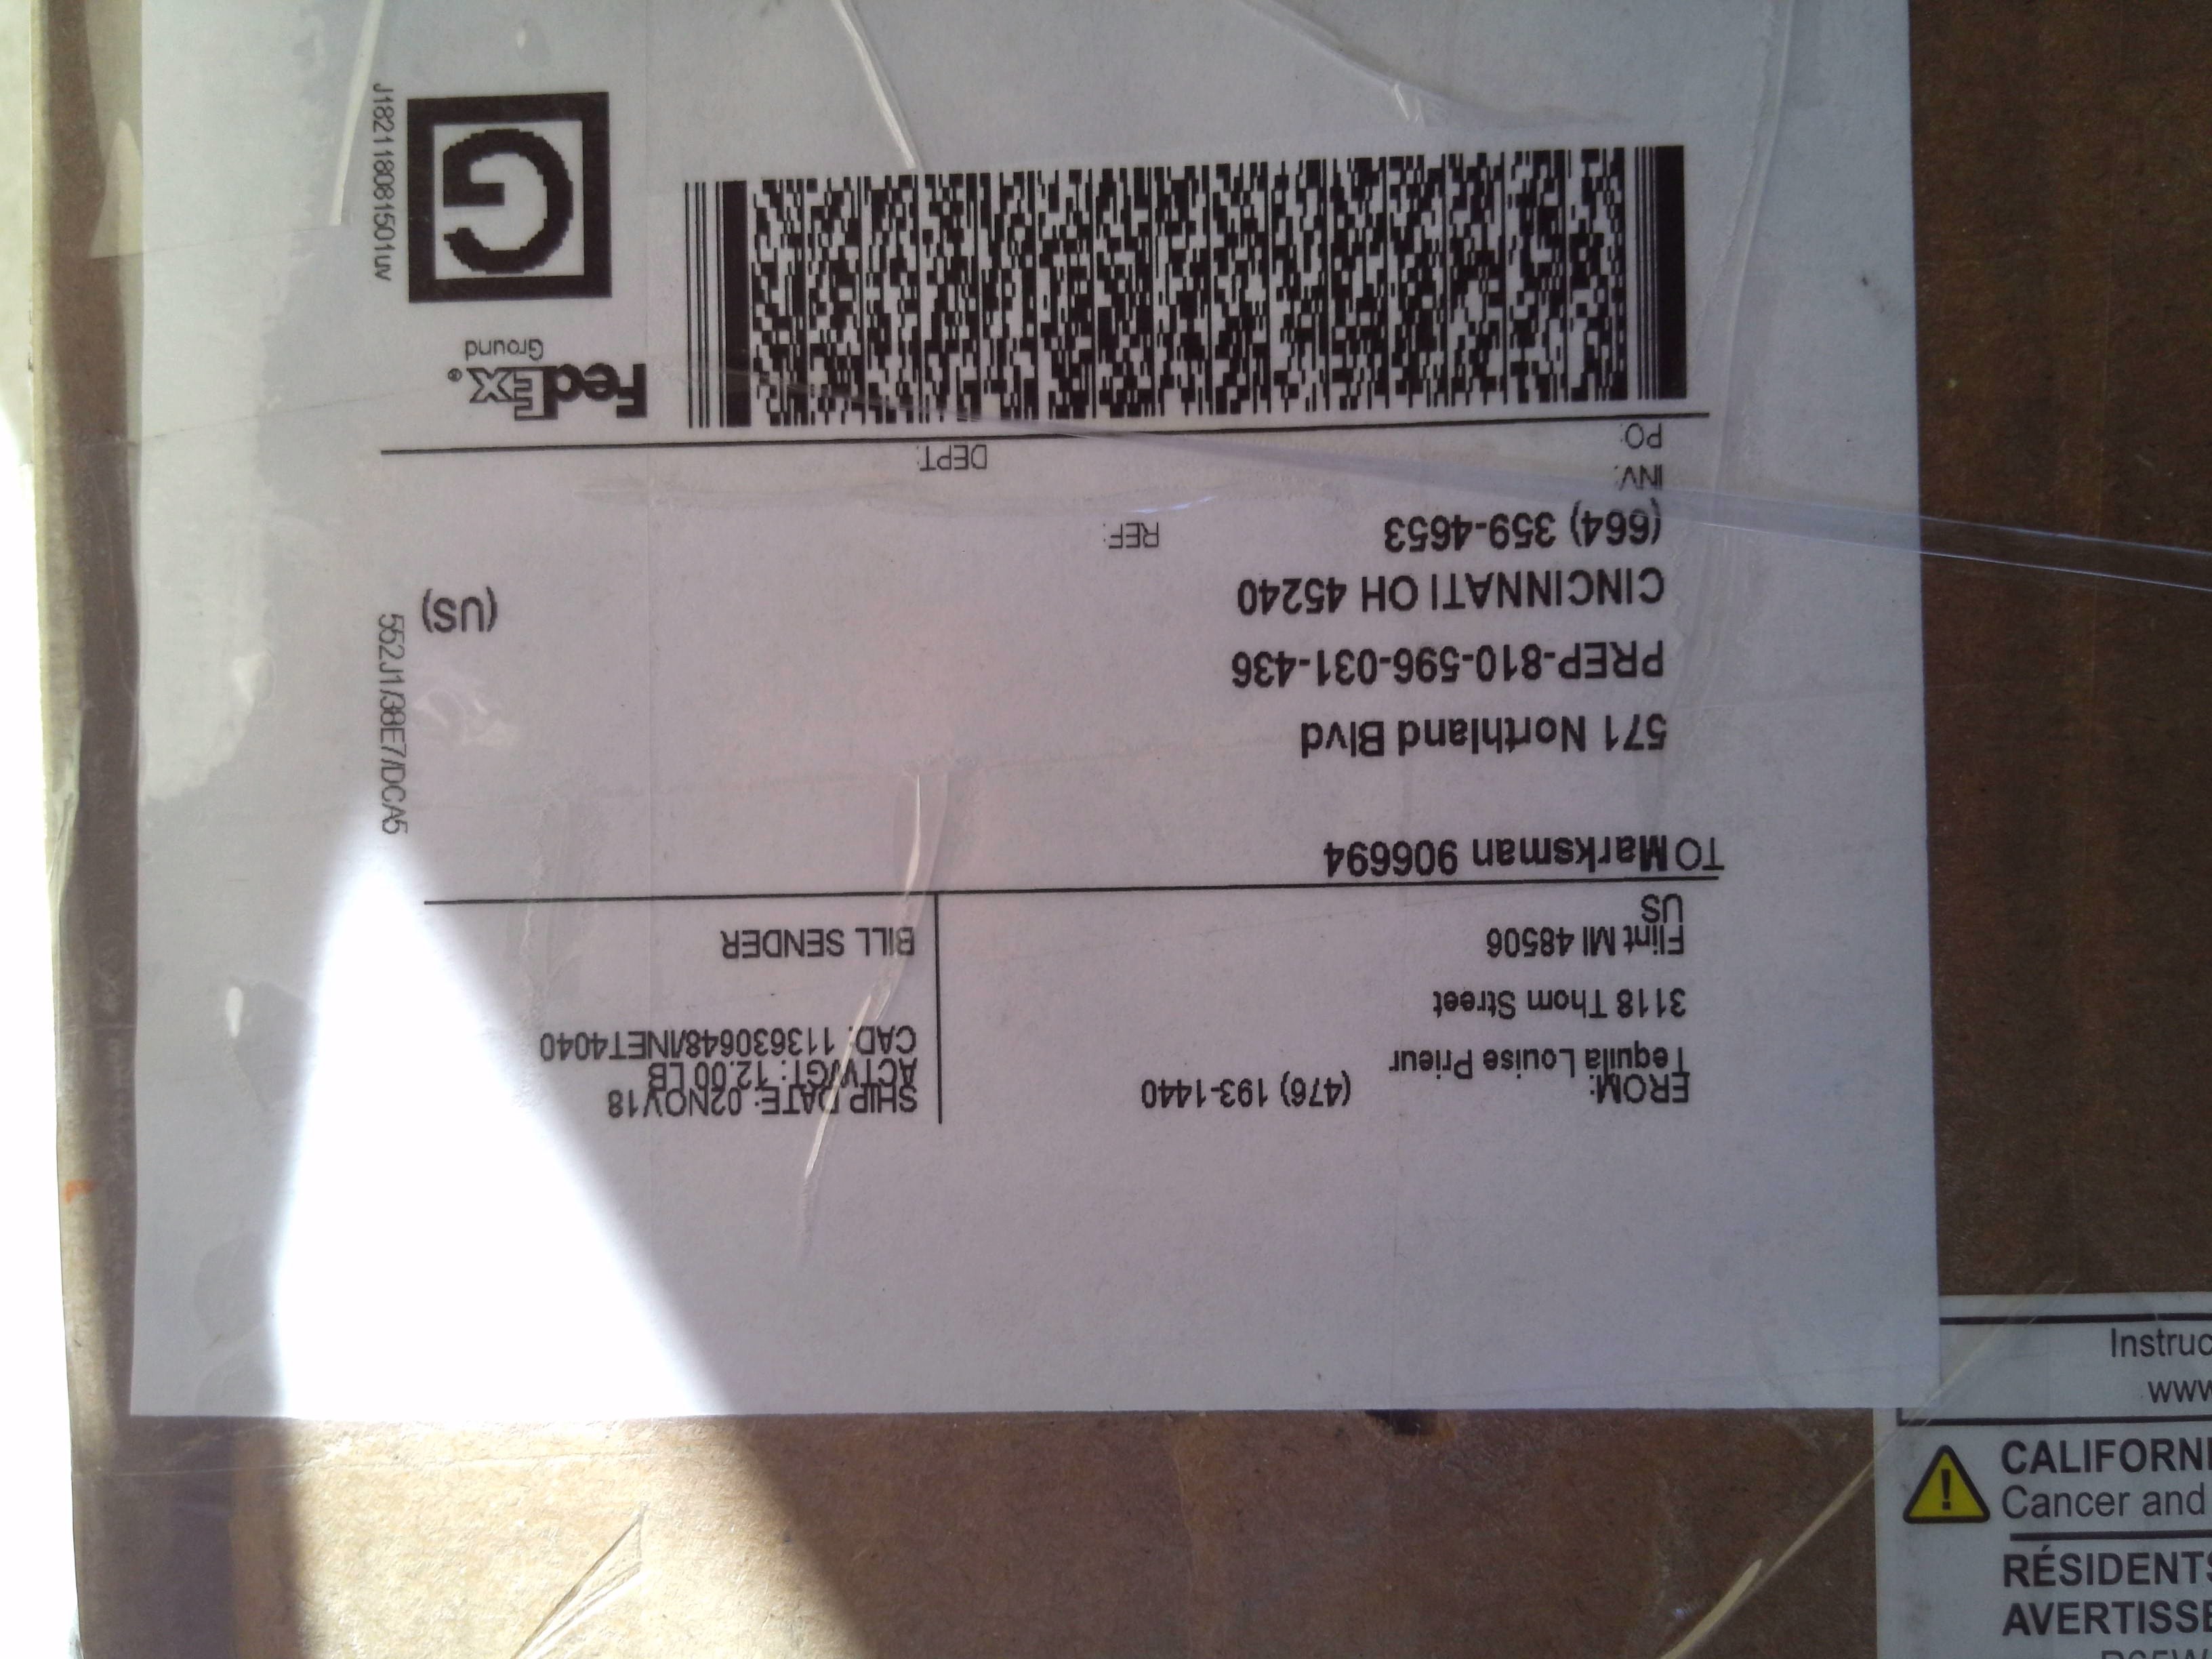 FROM:
Tequila Louise Prieur
(476) 193-1440
3118 Thom Street
Flint MI 48506
US
SHIP DATE: 02NOV18
ACTWGT: 12.00 LB
CAD: 113630648/INET4040
BILL SENDER
TO Marksman 906694
571 Northland Blvd
PREP-810-596-031-436
CINCINNATI OH 45240
(US)
(664) 359-4653
REF:
INV:
PO:
DEPT:
552J1/38E7/DCA5
FedEx®
Ground
G
J182118081501uv
Instruc
www
CALIFORNI
Cancer and
RÉSIDENTS
AVERTISSE